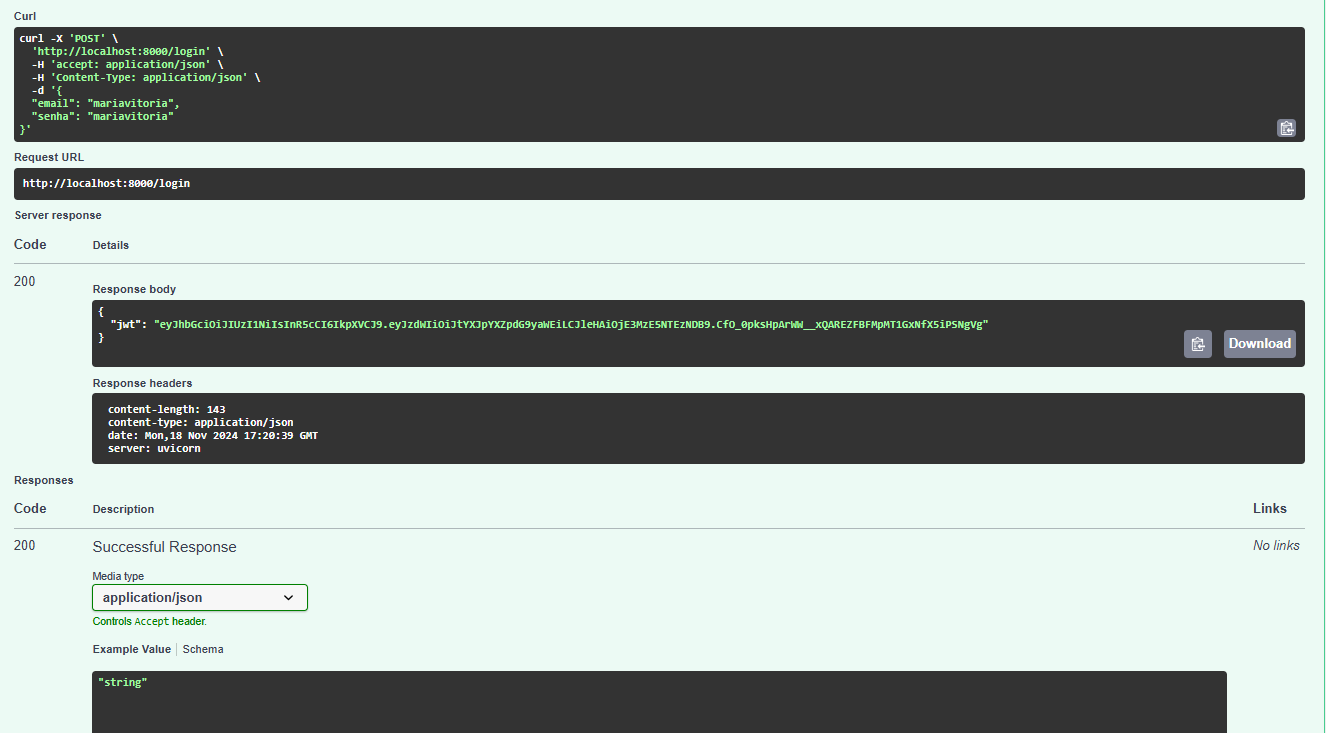 Curl
curl -X 'POST' \
'http://localhost:8000/login' \
-H 'accept: application/json' \
-H 'Content-Type: application/json' \
-d '{
"email": "mariavitoria",
"senha": "mariavitoria"
}'
Request URL
http://localhost:8000/login
Server response
Code Details
200
Response body
{
"jwt": "eyJhbGciOiJIUzI1NiIsInR5cCI6IkpXVCJ9.eyJzdWIiOiJtYXJpYXZpdG9yaWEiLCJleHAiOjE3MzE5NTEzNDB9.CfO_0pksHpArWW__xQAREZFBFMpMT1GxNfX5iPSNgVg"
}
Download
Response headers
content-length: 143
content-type: application/json
date: Mon,18 Nov 2024 17:20:39 GMT
server: uvicorn
Responses
Code Description Links
200 Successful Response No links
Media type
application/json
Controls Accept header.
Example Value Schema
"string"